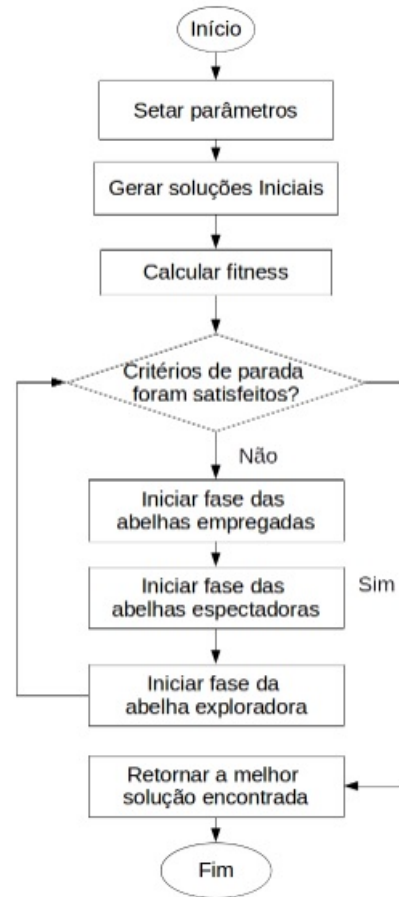 Início
Setar parâmetros
Gerar soluções Iniciais
Calcular fitness
Critérios de parada
foram satisfeitos?
Não
Iniciar fase das
abelhas empregadas
Iniciar fase das
abelhas espectadoras
Sim
Iniciar fase da
abelha exploradora
Retornar a melhor
solução encontrada
Fim